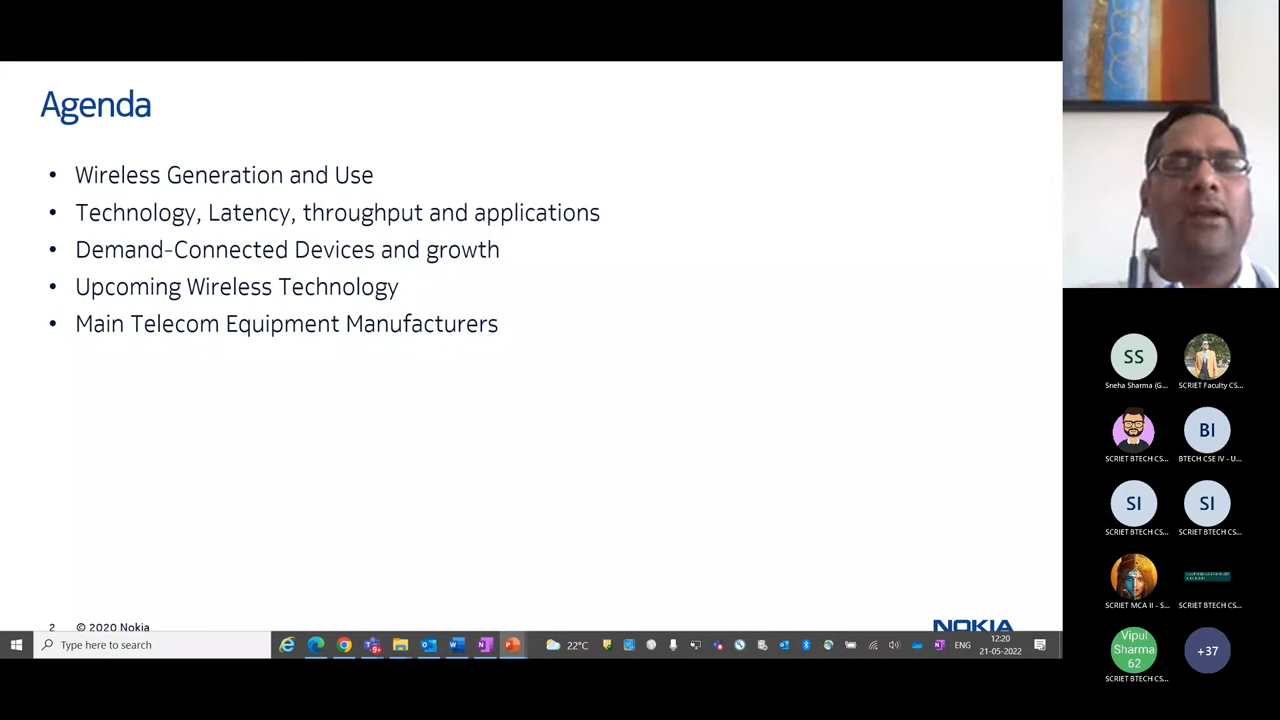 Agenda
• Wireless Generation and Use
• Technology, Latency, throughput and applications
• Demand-Connected Devices and growth
• Upcoming Wireless Technology
• Main Telecom Equipment Manufacturers
2 © 2020 Nokia
NOKIA
Type here to search
22°C
ENG
12:20
21-05-2022
SS
Sneha Sharma (G...
SCRIET Faculty CS...
SCRIET BTECH CS...
BI
BTECH CSE IV - U...
SI
SCRIET BTECH CS...
SI
SCRIET BTECH CS...
SCRIET MCA II - S...
SCRIET BTECH CS...
Vipul
Sharma
62
SCRIET BTECH CS...
+37